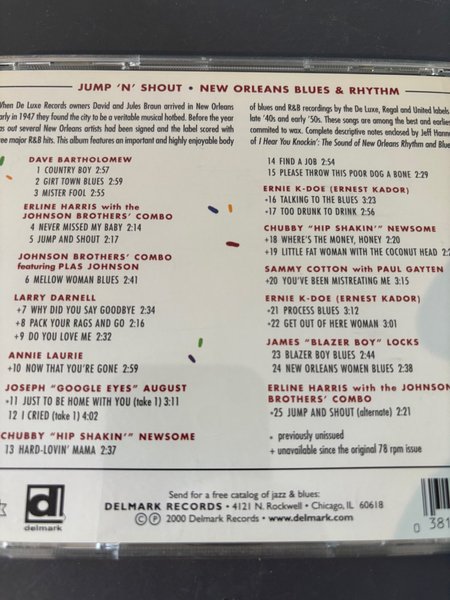 JUMP 'N' SHOUT • NEW ORLEANS BLUES & RHYTHM
When De Luxe Records owners David and Jules Braun arrived in New Orleans
early in 1947 they found the city to be a veritable musical hotbed. Before the year
was out several New Orleans artists had been signed and the label scored with
three major R&B hits. This album features an important and highly enjoyable body
of blues and R&B recordings by the De Luxe, Regal and United labels
late '40s and early '50s. These songs are among the best and earliest
commited to wax. Complete descriptive notes enclosed by Jeff Hann
of I Hear You Knockin': The Sound of New Orleans Rhythm and Blue
DAVE BARTHOLOMEW
1 COUNTRY BOY 2:57
2 GIRT TOWN BLUES 2:59
3 MISTER FOOL 2:55
ERLINE HARRIS with the
JOHNSON BROTHERS' COMBO
4 NEVER MISSED MY BABY 2:14
5 JUMP AND SHOUT 2:17
JOHNSON BROTHERS' COMBO
featuring PLAS JOHNSON
6 MELLOW WOMAN BLUES 2:41
LARRY DARNELL
+7 WHY DID YOU SAY GOODBYE 2:34
+8 PACK YOUR RAGS AND GO 2:16
+9 DO YOU LOVE ME 2:32
ANNIE LAURIE
+10 NOW THAT YOU'RE GONE 2:59
JOSEPH "GOOGLE EYES" AUGUST
•11 JUST TO BE HOME WITH YOU (take 1) 3:11
12 I CRIED (take 1) 4:02
CHUBBY "HIP SHAKIN'" NEWSOME
13 HARD-LOVIN' MAMA 2:37
14 FIND A JOB 2:54
15 PLEASE THROW THIS POOR DOG A BONE 2:29
ERNIE K-DOE (ERNEST KADOR)
•16 TALKING TO THE BLUES 3:23
•17 TOO DRUNK TO DRINK 2:56
CHUBBY "HIP SHAKIN'" NEWSOME
+18 WHERE'S THE MONEY, HONEY 2:20
+19 LITTLE FAT WOMAN WITH THE COCONUT HEAD 2:2
SAMMY COTTON with PAUL GAYTEN
+20 YOU'VE BEEN MISTREATING ME 3:15
ERNIE K-DOE (ERNEST KADOR)
•21 PROCESS BLUES 3:12
•22 GET OUT OF HERE WOMAN 3:01
JAMES "BLAZER BOY" LOCKS
23 BLAZER BOY BLUES 2:44
24 NEW ORLEANS WOMEN BLUES 2:38
ERLINE HARRIS with the JOHNSON
BROTHERS' COMBO
•25 JUMP AND SHOUT (alternate) 2:21
• previously unissued
+ unavailable since the original 78 rpm issue
d
delmark
Send for a free catalog of jazz & blues:
DELMARK RECORDS • 4121 N. Rockwell • Chicago, IL 60618
©℗ 2000 Delmark Records • www.delmark.com
0 381